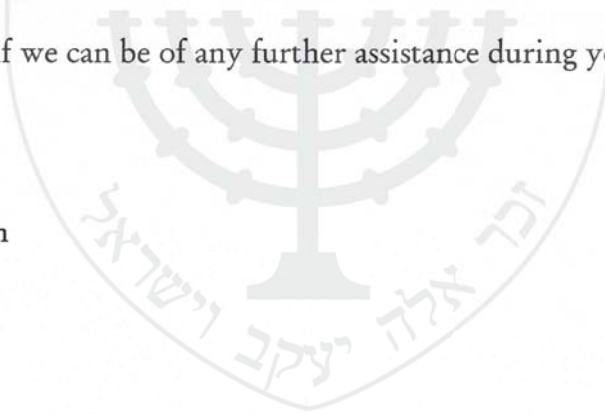 f we can be of any further assistance during yo
n
זכר אלה יעקב וישראל